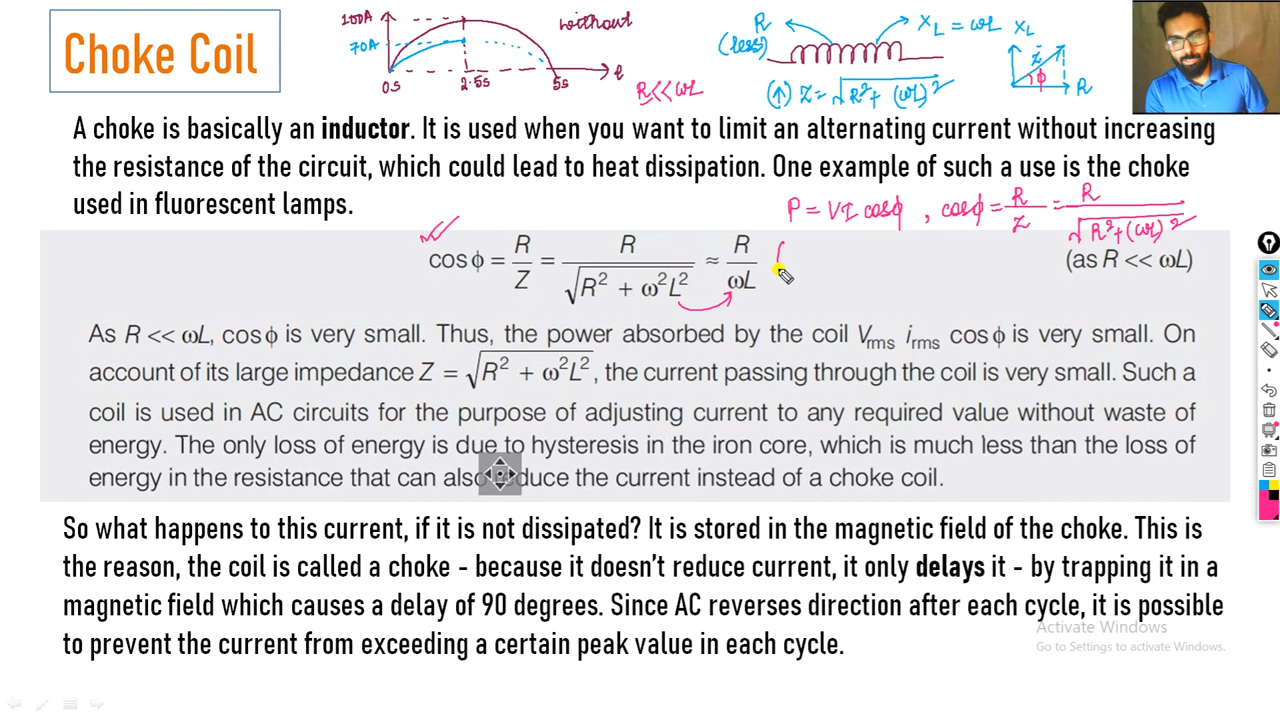 Choke Coil
100A
70A
without
0s
2.5s
5s
t
R << ωL
R
(less)
X_L = ωL
(↑) Z = √R² + (ωL)²
X_L
Z
φ
R
A choke is basically an inductor. It is used when you want to limit an alternating current without increasing
the resistance of the circuit, which could lead to heat dissipation. One example of such a use is the choke
used in fluorescent lamps.
P = VI cosφ , cosφ = R/Z = R/√R² + (ωL)²
cos φ = R/Z = R/√R² + ω²L² ≈ R/ωL (as R << ωL)
As R << ωL, cos φ is very small. Thus, the power absorbed by the coil V_rms i_rms cos φ is very small. On
account of its large impedance Z = √R² + ω²L², the current passing through the coil is very small. Such a
coil is used in AC circuits for the purpose of adjusting current to any required value without waste of
energy. The only loss of energy is due to hysteresis in the iron core, which is much less than the loss of
energy in the resistance that can also reduce the current instead of a choke coil.
So what happens to this current, if it is not dissipated? It is stored in the magnetic field of the choke. This is
the reason, the coil is called a choke - because it doesn't reduce current, it only delays it - by trapping it in a
magnetic field which causes a delay of 90 degrees. Since AC reverses direction after each cycle, it is possible
to prevent the current from exceeding a certain peak value in each cycle.
Activate Windows
Go to Settings to activate Windows.